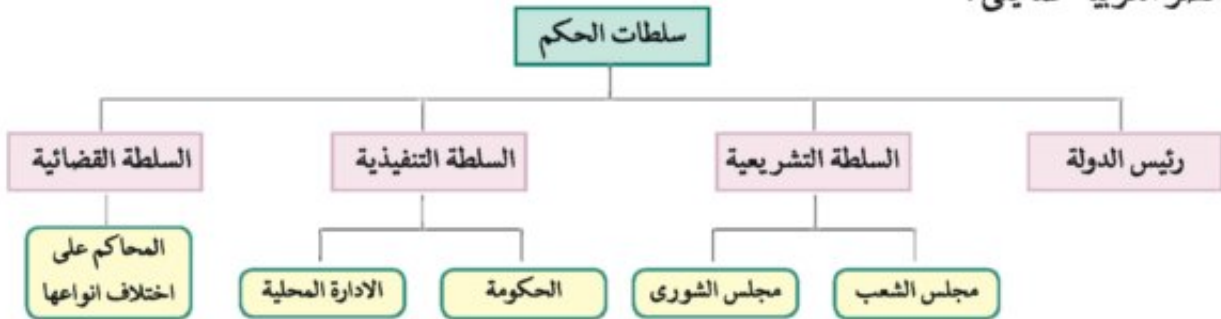 سلطات الحكم
رئيس الدولة
السلطة التشريعية
السلطة التنفيذية
السلطة القضائية
مجلس الشعب
مجلس الشورى
الحكومة
الادارة المحلية
المحاكم على
اختلاف انواعها